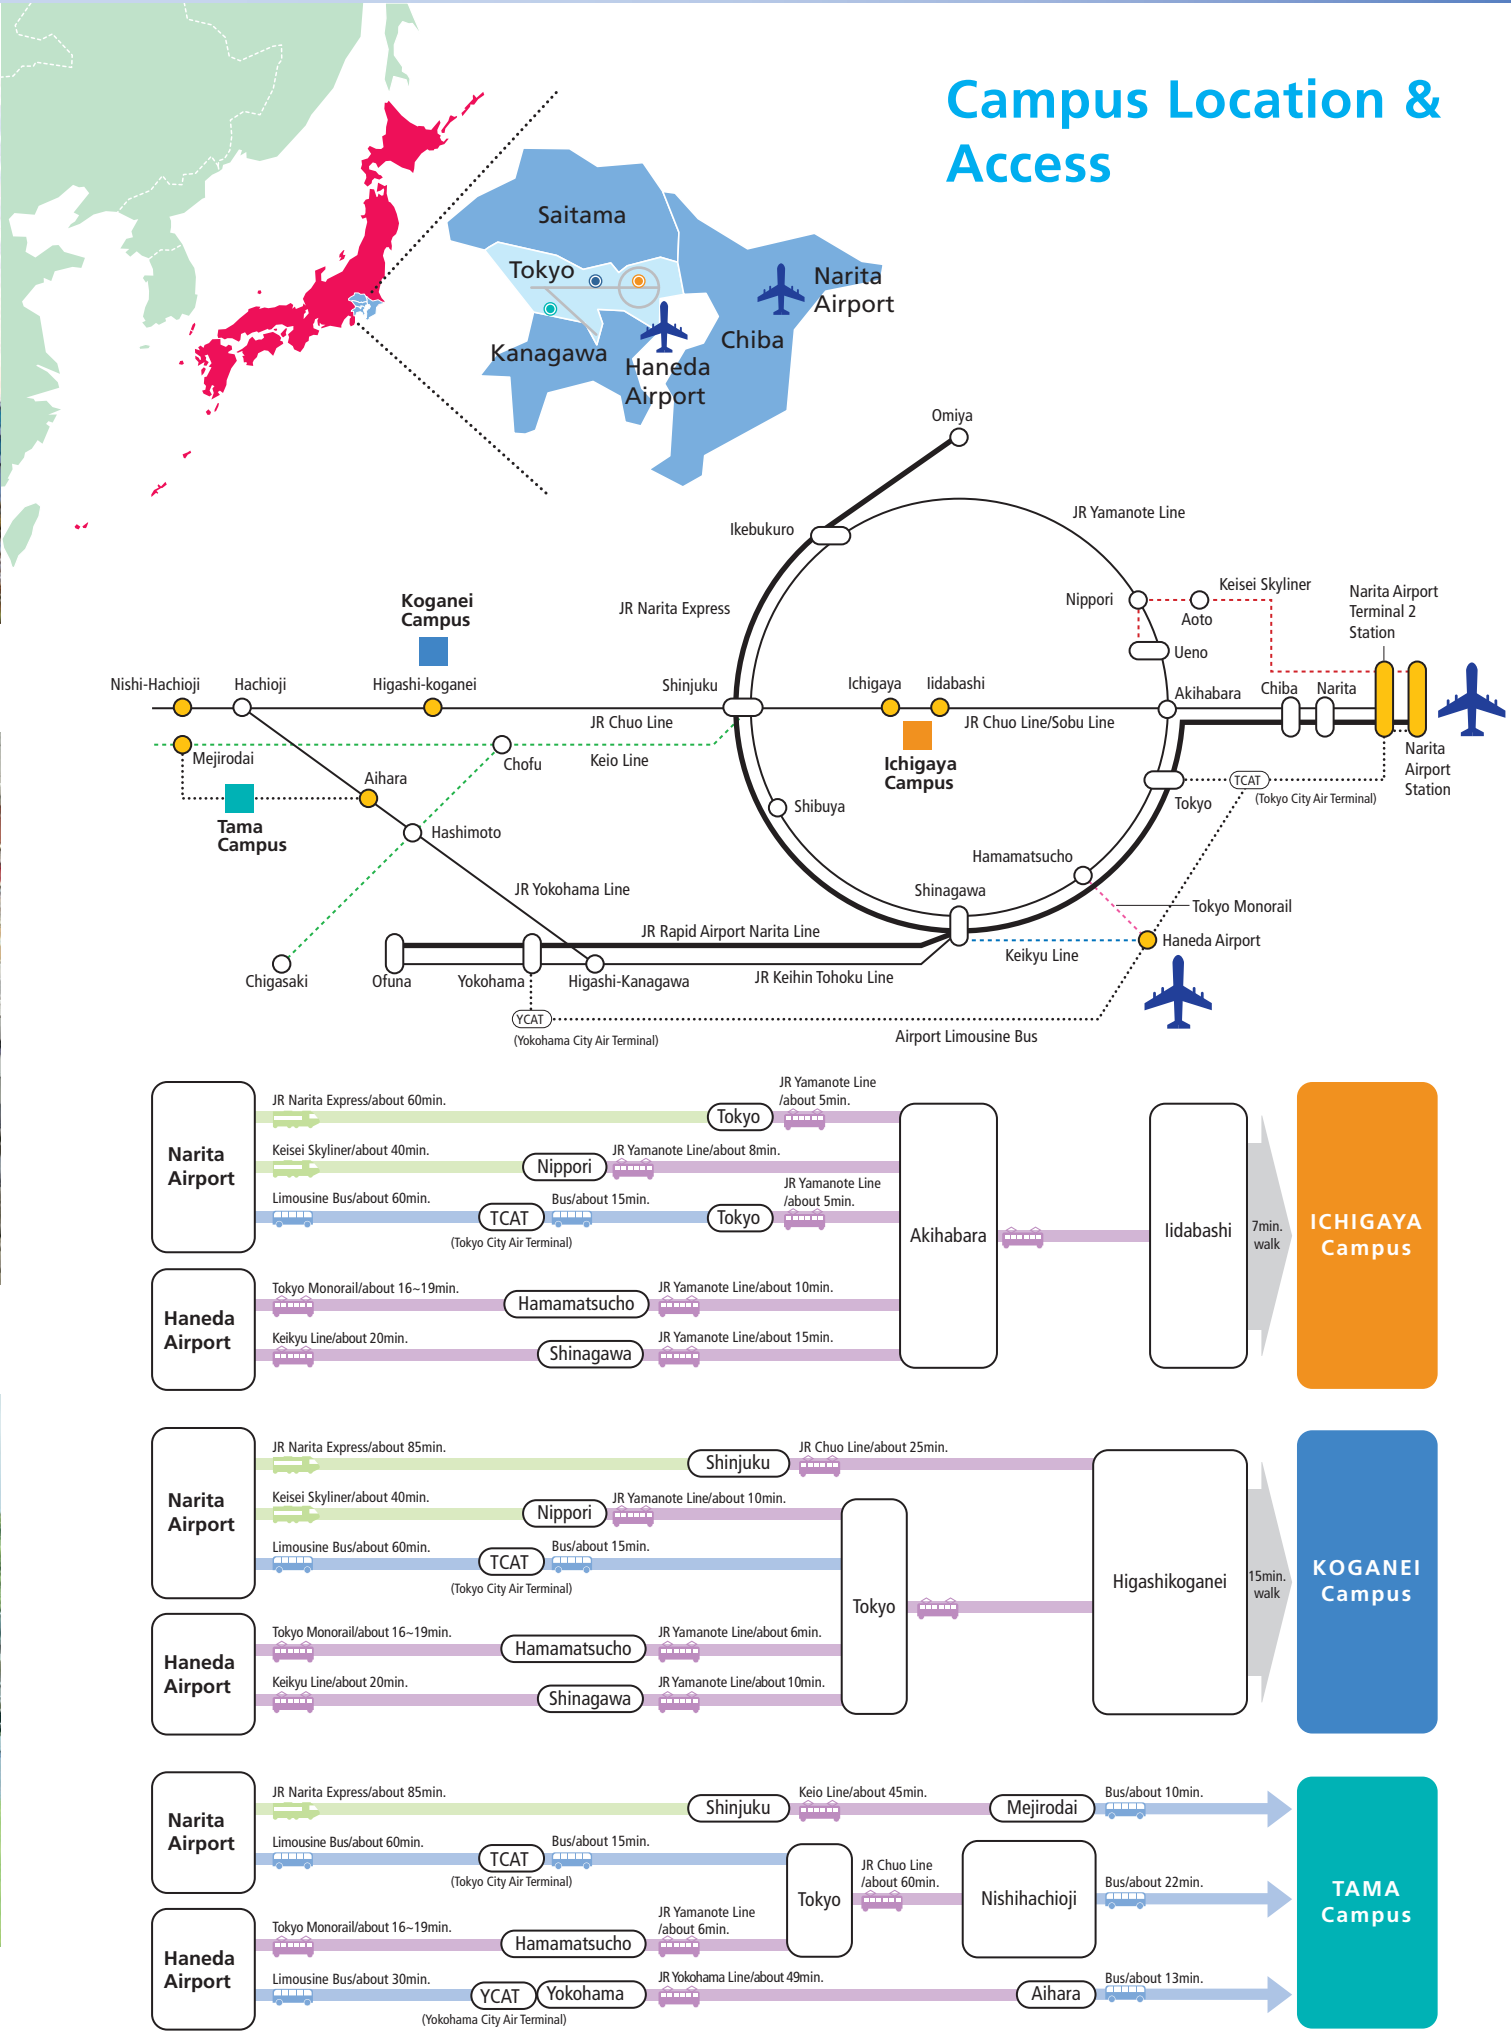 Campus Location &
Access
Saitama
Tokyo
Narita
Airport
Chiba
Kanagawa
Haneda
Airport
Omiya
JR Yamanote Line
Ikebukuro
Keisei Skyliner
Narita Airport
Terminal 2
Station
Koganei
Campus
JR Narita Express
Nippori
Aoto
Ueno
Nishi-Hachioji
Hachioji
Higashi-koganei
Shinjuku
Ichigaya
Iidabashi
Akihabara
Chiba
Narita
JR Chuo Line
JR Chuo Line/Sobu Line
Mejirodai
Chofu
Keio Line
Ichigaya
Campus
Narita
Airport
Station
Aihara
TCAT
(Tokyo City Air Terminal)
Tokyo
Shibuya
Tama
Campus
Hashimoto
Hamamatsucho
JR Yokohama Line
Shinagawa
Tokyo Monorail
JR Rapid Airport Narita Line
Haneda Airport
Keikyu Line
Chigasaki
Ofuna
Yokohama
Higashi-Kanagawa
JR Keihin Tohoku Line
YCAT
(Yokohama City Air Terminal)
Airport Limousine Bus
Narita
Airport
JR Narita Express/about 60min.
Tokyo
JR Yamanote Line
/about 5min.
Keisei Skyliner/about 40min.
Nippori
JR Yamanote Line/about 8min.
Limousine Bus/about 60min.
TCAT
(Tokyo City Air Terminal)
Bus/about 15min.
Tokyo
JR Yamanote Line
/about 5min.
Haneda
Airport
Tokyo Monorail/about 16~19min.
Hamamatsucho
JR Yamanote Line/about 10min.
Keikyu Line/about 20min.
Shinagawa
JR Yamanote Line/about 15min.
Akihabara
Iidabashi
7min.
walk
ICHIGAYA
Campus
Narita
Airport
JR Narita Express/about 85min.
Shinjuku
JR Chuo Line/about 25min.
Keisei Skyliner/about 40min.
Nippori
JR Yamanote Line/about 10min.
Limousine Bus/about 60min.
TCAT
(Tokyo City Air Terminal)
Bus/about 15min.
Haneda
Airport
Tokyo Monorail/about 16~19min.
Hamamatsucho
JR Yamanote Line/about 6min.
Keikyu Line/about 20min.
Shinagawa
JR Yamanote Line/about 10min.
Tokyo
Higashikoganei
15min.
walk
KOGANEI
Campus
Narita
Airport
JR Narita Express/about 85min.
Shinjuku
Keio Line/about 45min.
Mejirodai
Bus/about 10min.
Limousine Bus/about 60min.
TCAT
(Tokyo City Air Terminal)
Bus/about 15min.
Tokyo
JR Chuo Line
/about 60min.
Nishihachioji
Bus/about 22min.
Haneda
Airport
Tokyo Monorail/about 16~19min.
Hamamatsucho
JR Yamanote Line
/about 6min.
Limousine Bus/about 30min.
YCAT
(Yokohama City Air Terminal)
Yokohama
JR Yokohama Line/about 49min.
Aihara
Bus/about 13min.
TAMA
Campus